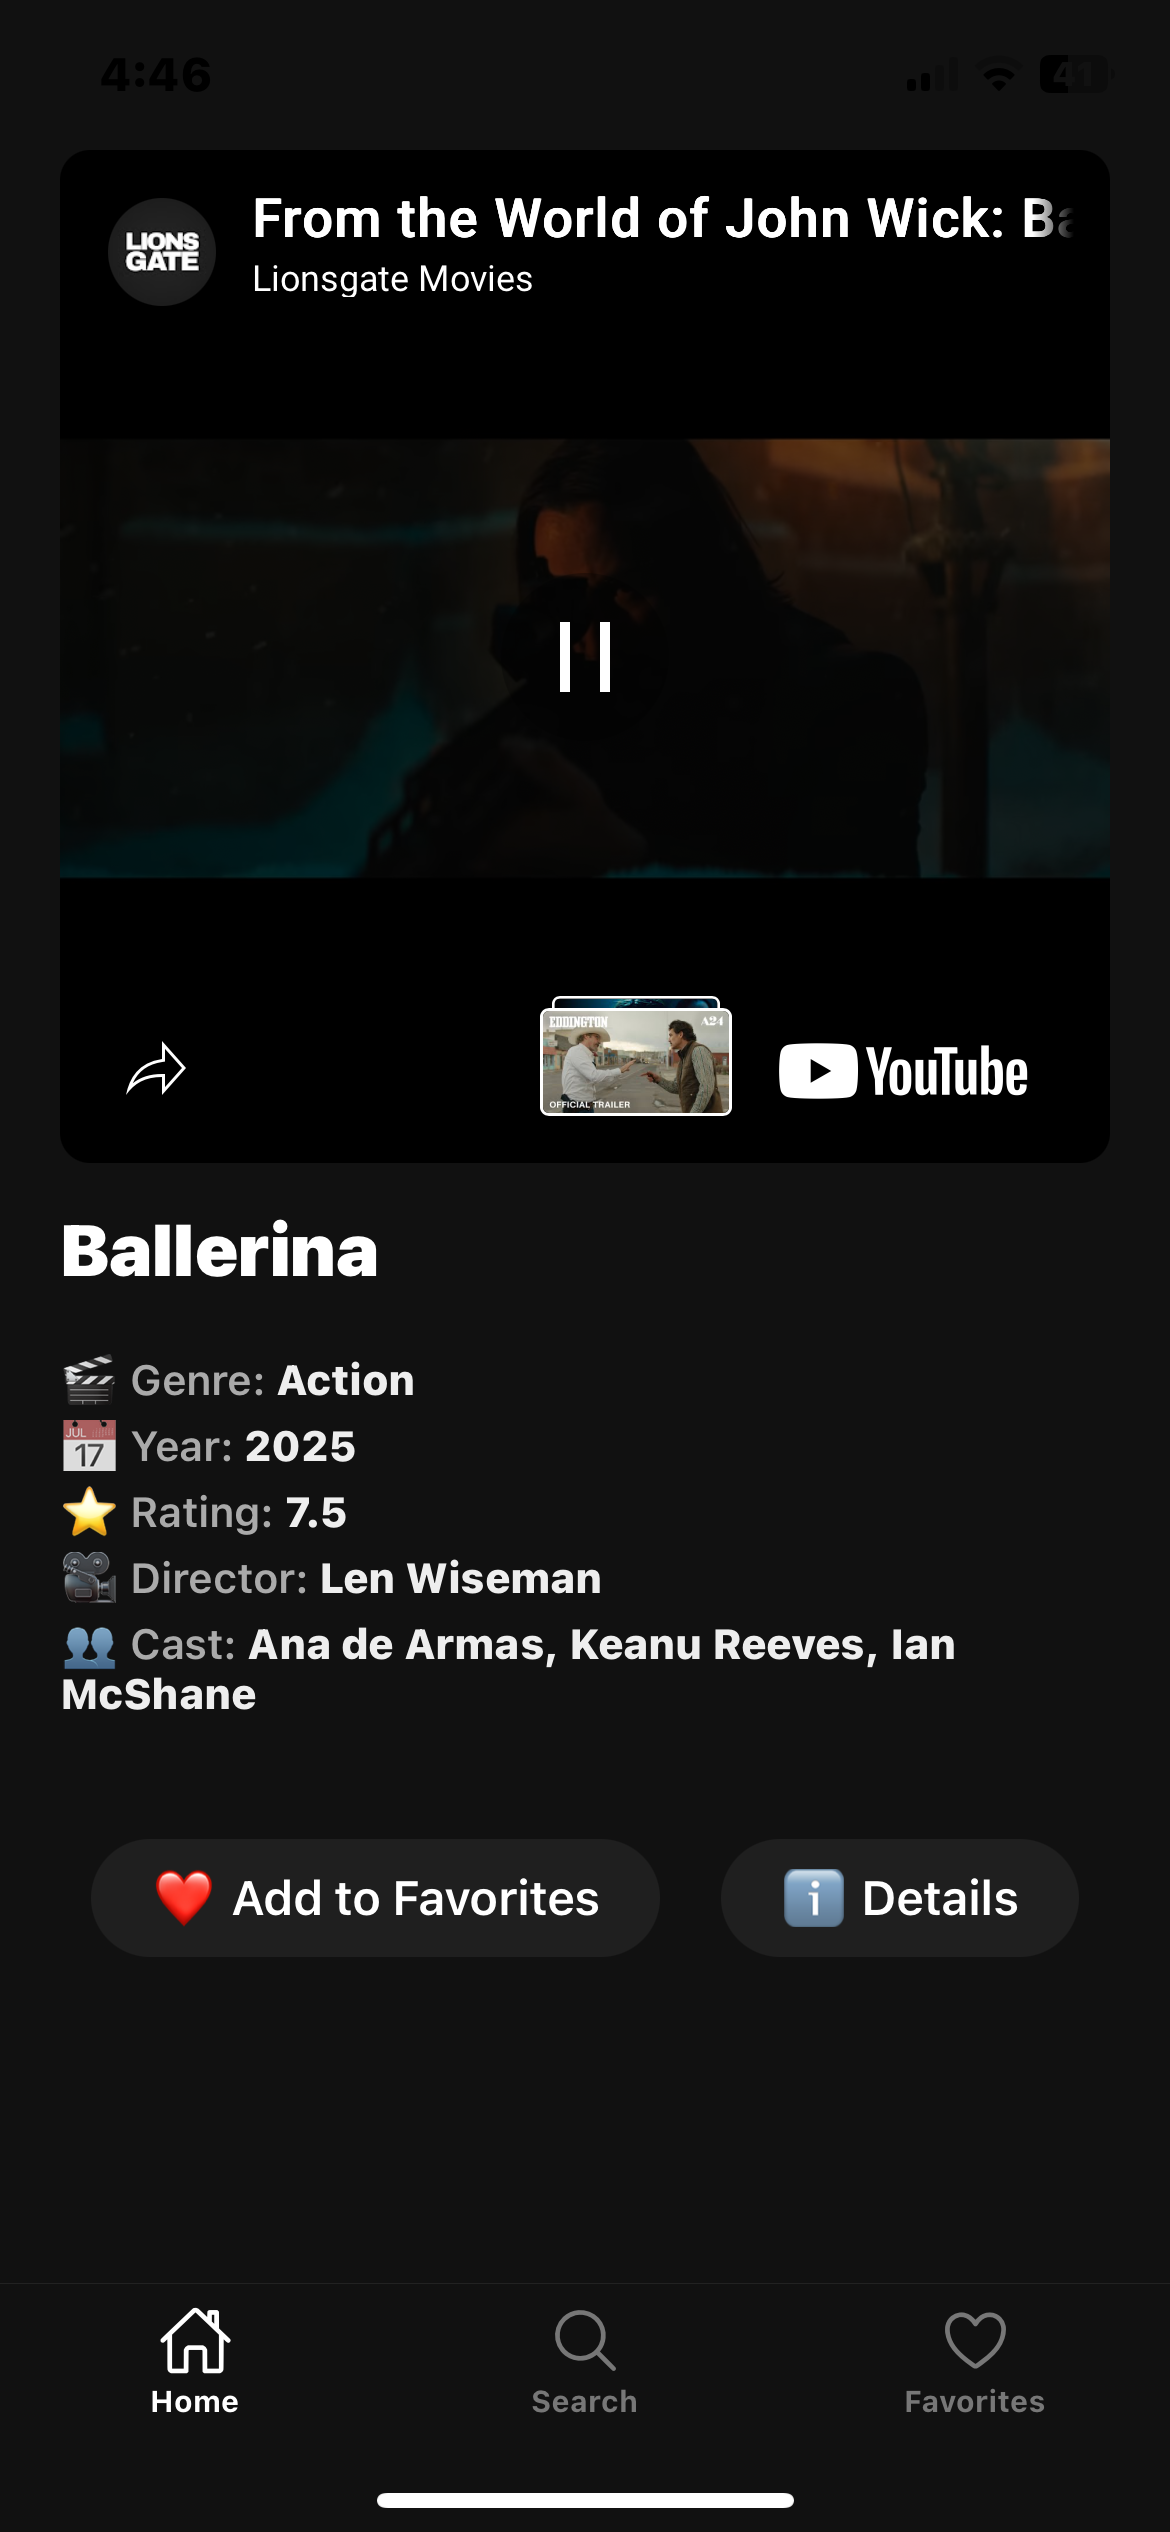 4:46
41
LIONS
GATE
From the World of John Wick: Ba
Lionsgate Movies
EDDINGTON
A24
OFFICIAL TRAILER
YouTube
Ballerina
Genre: Action
JUL
17
Year: 2025
Rating: 7.5
Director: Len Wiseman
Cast: Ana de Armas, Keanu Reeves, Ian
McShane
Add to Favorites
Details
Home
Search
Favorites